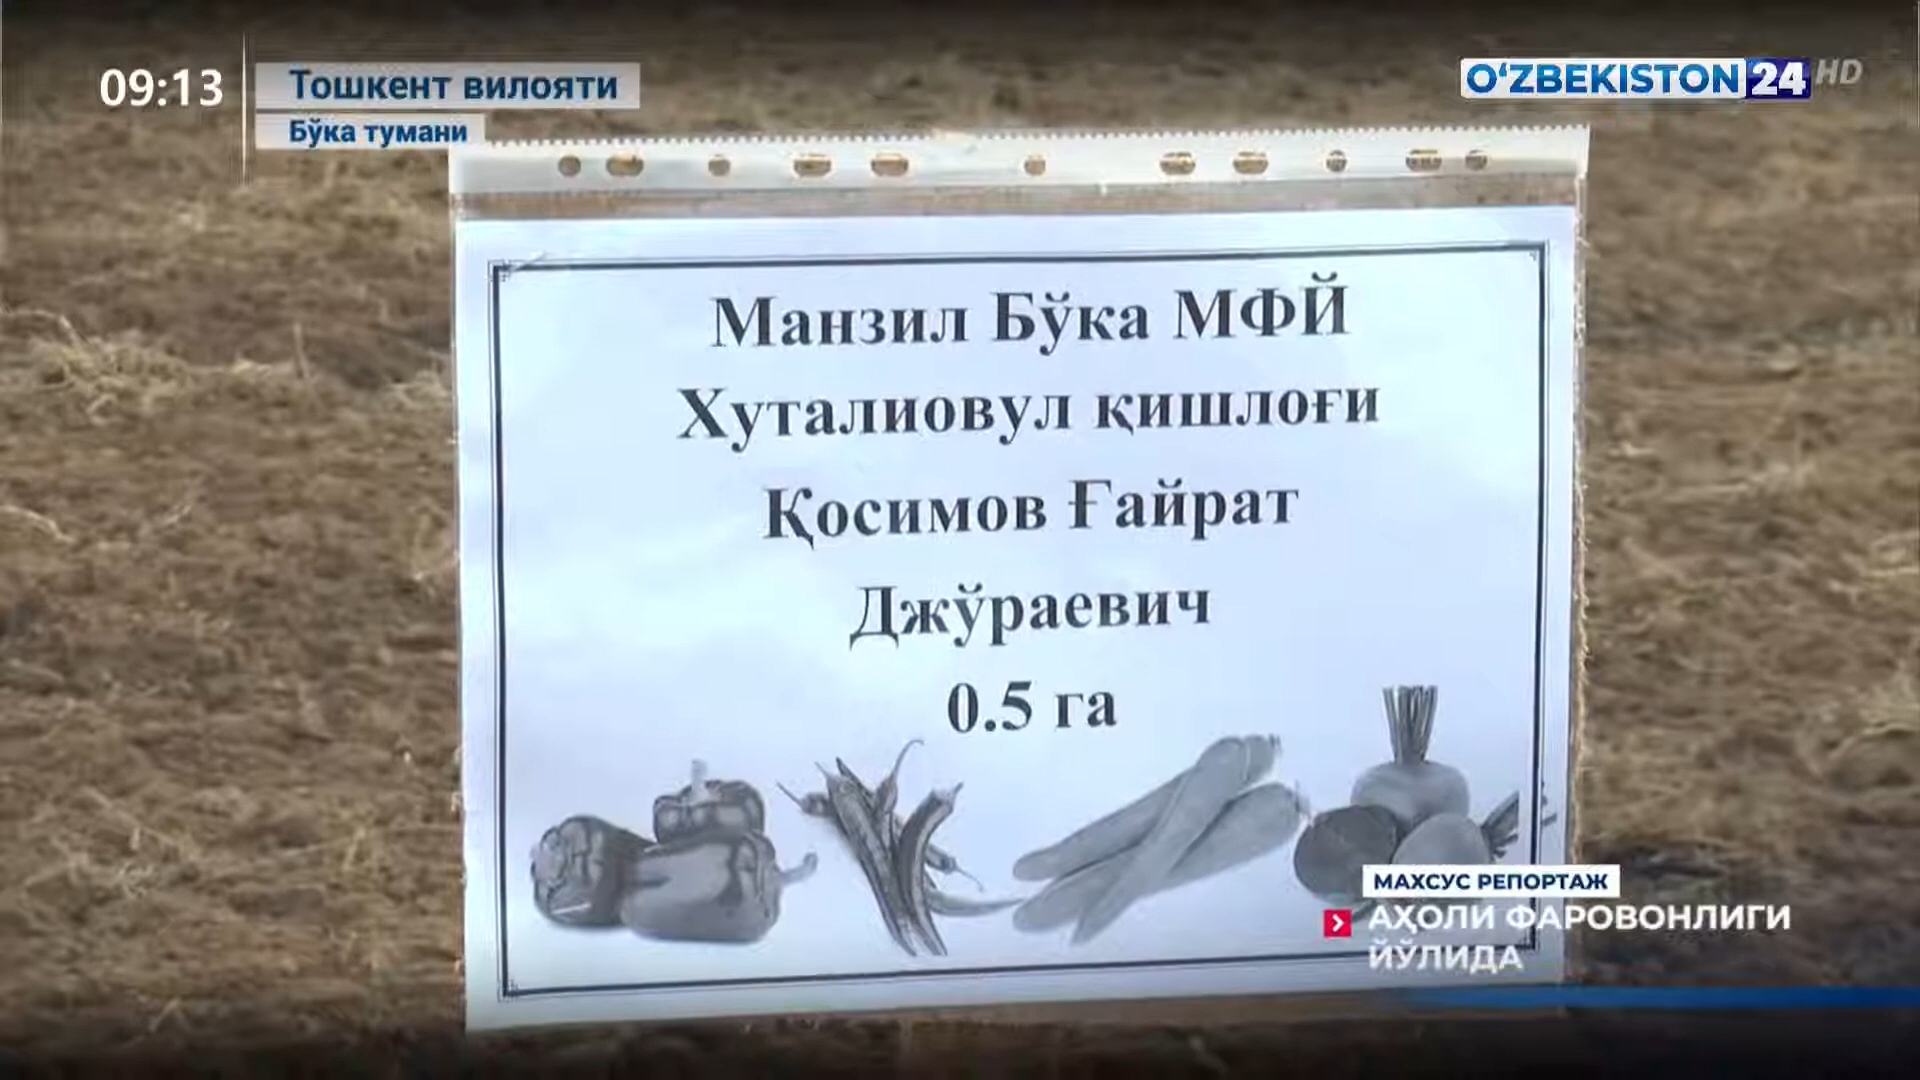 09:13
Тошкент вилояти
Бўка тумани
O‘ZBEKISTON 24 HD
Манзил Бўка МФЙ
Хуталиовул қишлоғи
Қосимов Ғайрат
Джўраевич
0.5 га
МАХСУС РЕПОРТАЖ
АҲОЛИ ФАРОВОНЛИГИ
ЙЎЛИДА